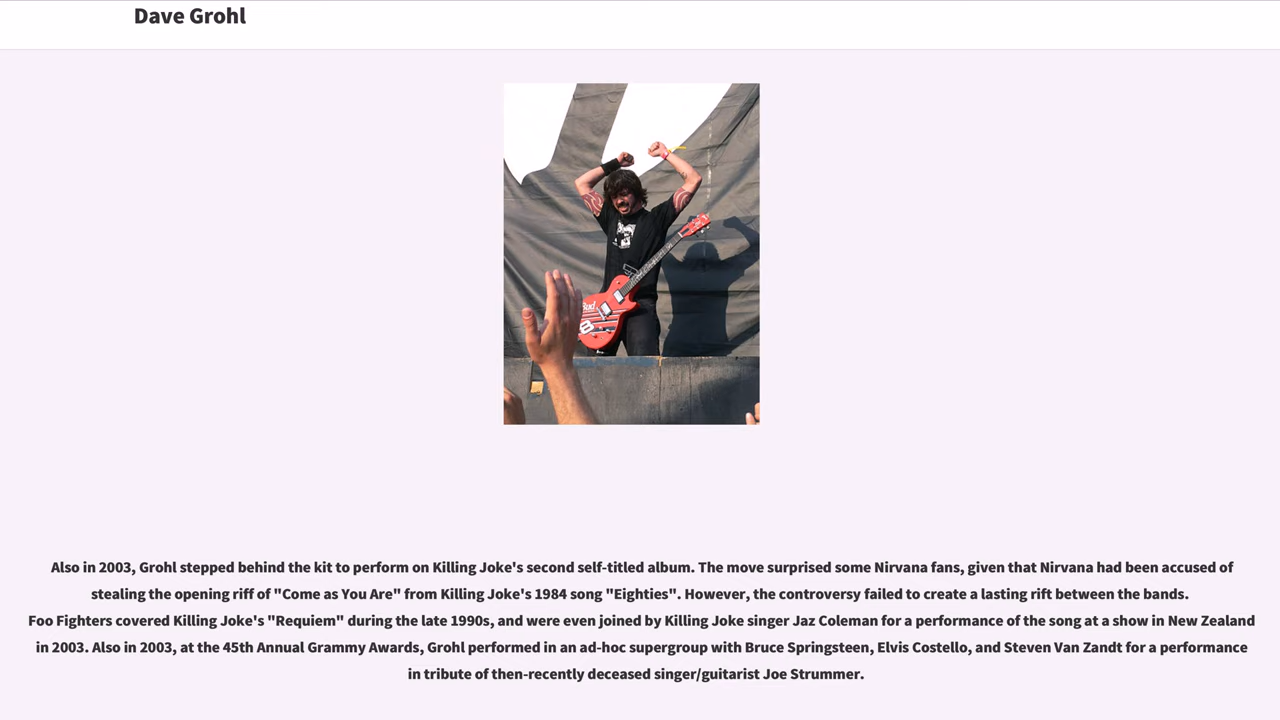 Dave Grohl
Bud
8
Also in 2003, Grohl stepped behind the kit to perform on Killing Joke's second self-titled album. The move surprised some Nirvana fans, given that Nirvana had been accused of
stealing the opening riff of "Come as You Are" from Killing Joke's 1984 song "Eighties". However, the controversy failed to create a lasting rift between the bands.
Foo Fighters covered Killing Joke's "Requiem" during the late 1990s, and were even joined by Killing Joke singer Jaz Coleman for a performance of the song at a show in New Zealand
in 2003. Also in 2003, at the 45th Annual Grammy Awards, Grohl performed in an ad-hoc supergroup with Bruce Springsteen, Elvis Costello, and Steven Van Zandt for a performance
in tribute of then-recently deceased singer/guitarist Joe Strummer.